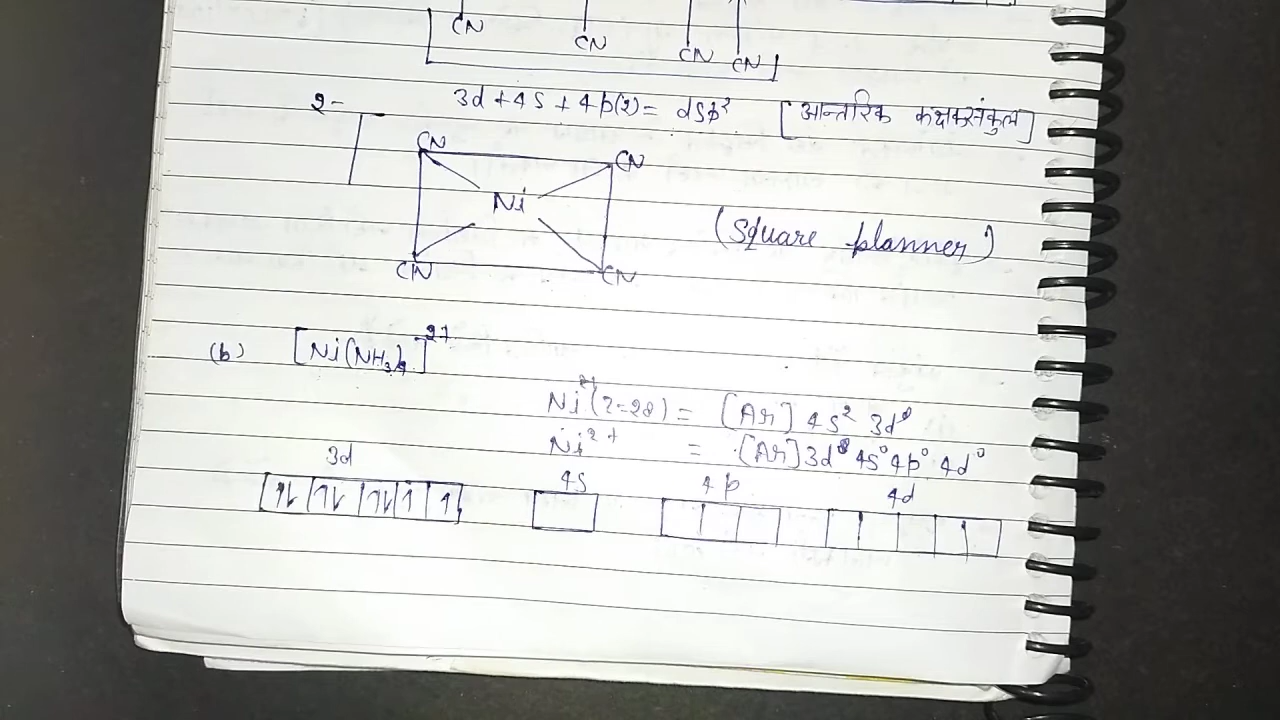 CN CN CN CN
2- 3d + 4s + 4p(2) = dsp² [आन्तरिक कक्षकसंकुल]
CN CN
Ni
(Square planner)
CN CN
(b) [Ni(NH₃)₄]²⁺
Ni (Z=28) = [Ar] 4s² 3d⁸
Ni²⁺ = [Ar] 3d⁸ 4s⁰ 4p⁰ 4d⁰
3d 4s 4p 4d
↑↓ ↑↓ ↑↓ ↑ ↑